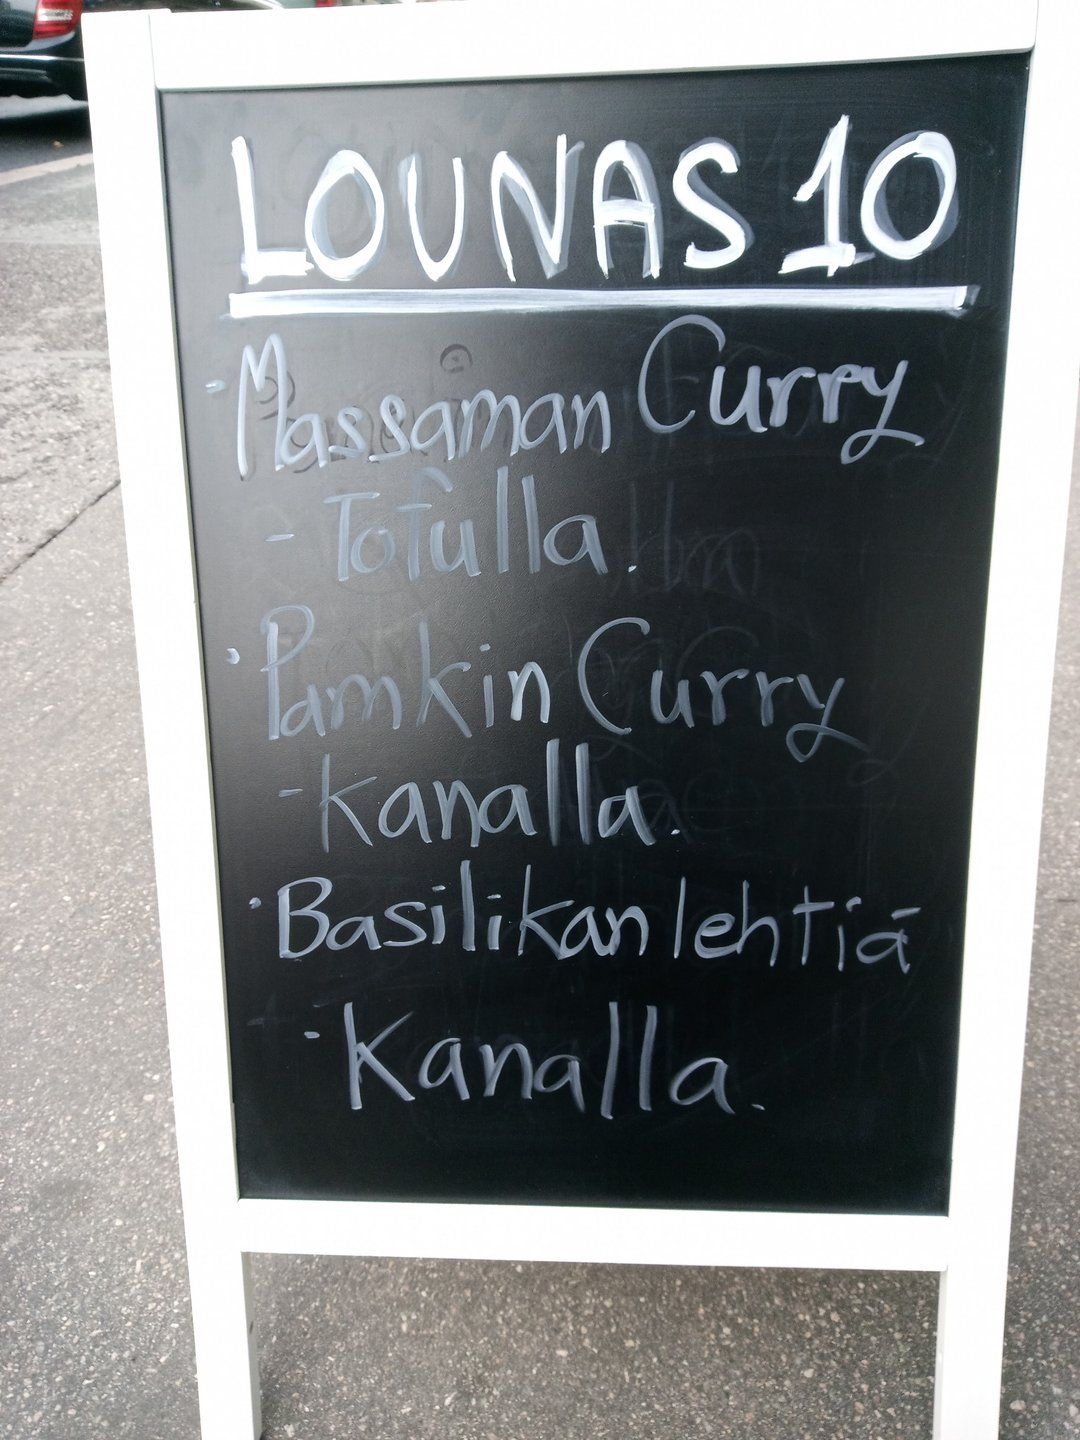 LOUNAS 10
· Massaman Curry
- Tofulla.
· Pamkin Curry
- kanalla.
· Basilikan lehtiä
- Kanalla.